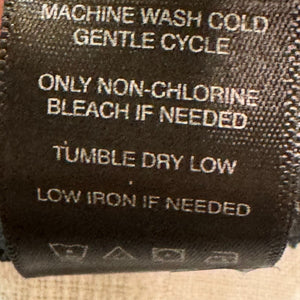 MACHINE WASH COLD
GENTLE CYCLE
ONLY NON-CHLORINE
BLEACH IF NEEDED
TUMBLE DRY LOW
LOW IRON IF NEEDED